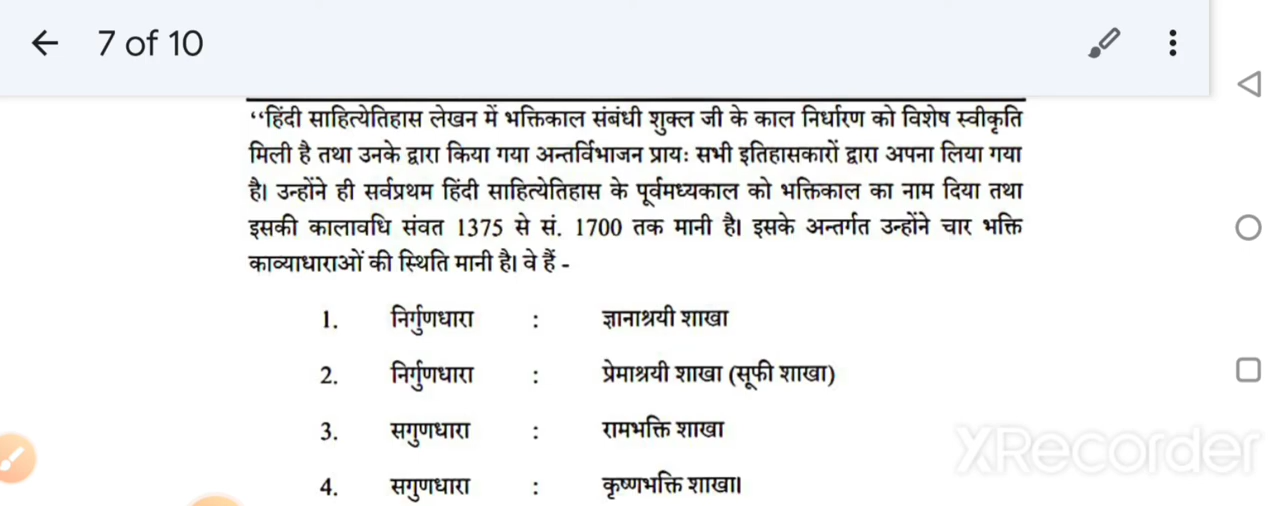 7 of 10
‘‘हिंदी साहित्येतिहास लेखन में भक्तिकाल संबंधी शुक्ल जी के काल निर्धारण को विशेष स्वीकृति
मिली है तथा उनके द्वारा किया गया अन्तर्विभाजन प्रायः सभी इतिहासकारों द्वारा अपना लिया गया
है। उन्होंने ही सर्वप्रथम हिंदी साहित्येतिहास के पूर्वमध्यकाल को भक्तिकाल का नाम दिया तथा
इसकी कालावधि संवत 1375 से सं. 1700 तक मानी है। इसके अन्तर्गत उन्होंने चार भक्ति
काव्याधाराओं की स्थिति मानी है। वे हैं -
1. निर्गुणधारा : ज्ञानाश्रयी शाखा
2. निर्गुणधारा : प्रेमाश्रयी शाखा (सूफी शाखा)
3. सगुणधारा : रामभक्ति शाखा
XRecorder
4. सगुणधारा : कृष्णभक्ति शाखा।